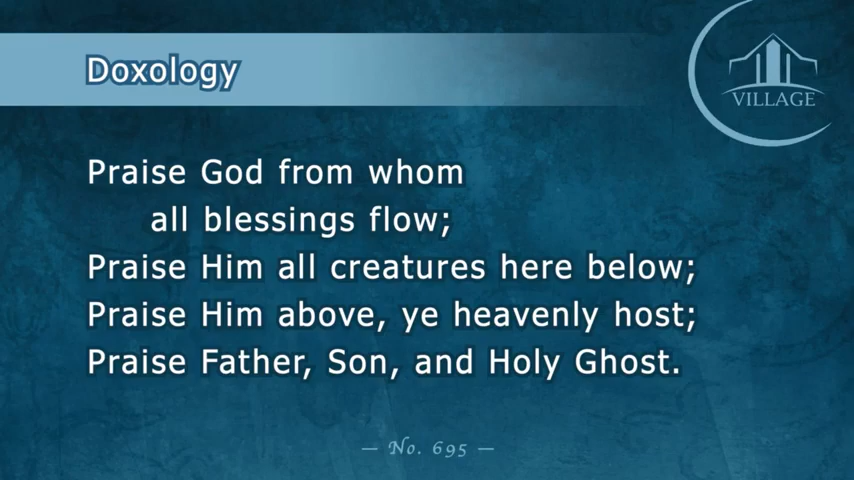 Doxology
VILLAGE
Praise God from whom
all blessings flow;
Praise Him all creatures here below;
Praise Him above, ye heavenly host;
Praise Father, Son, and Holy Ghost.
— No. 695 —